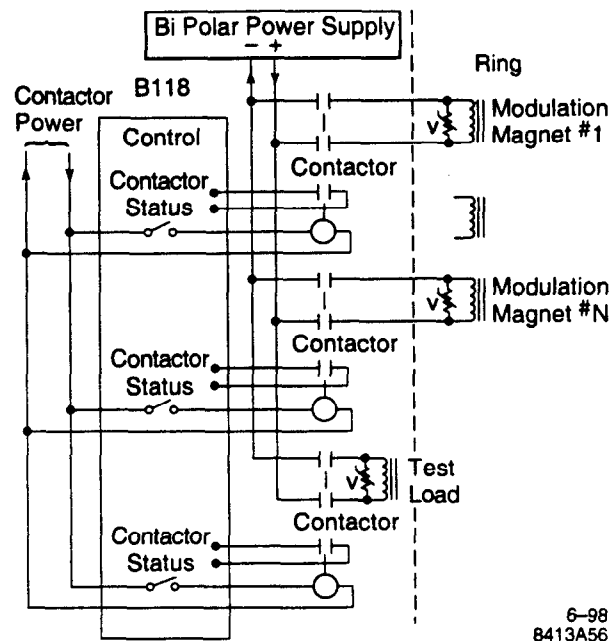 Bi Polar Power Supply
− +
Ring
B118
Contactor
Power
Control
V
Modulation
Magnet #1
Contactor
Contactor
Status
V
Modulation
Magnet #N
Contactor
Contactor
Status
V
Test
Load
Contactor
Contactor
Status
6–98
8413A56